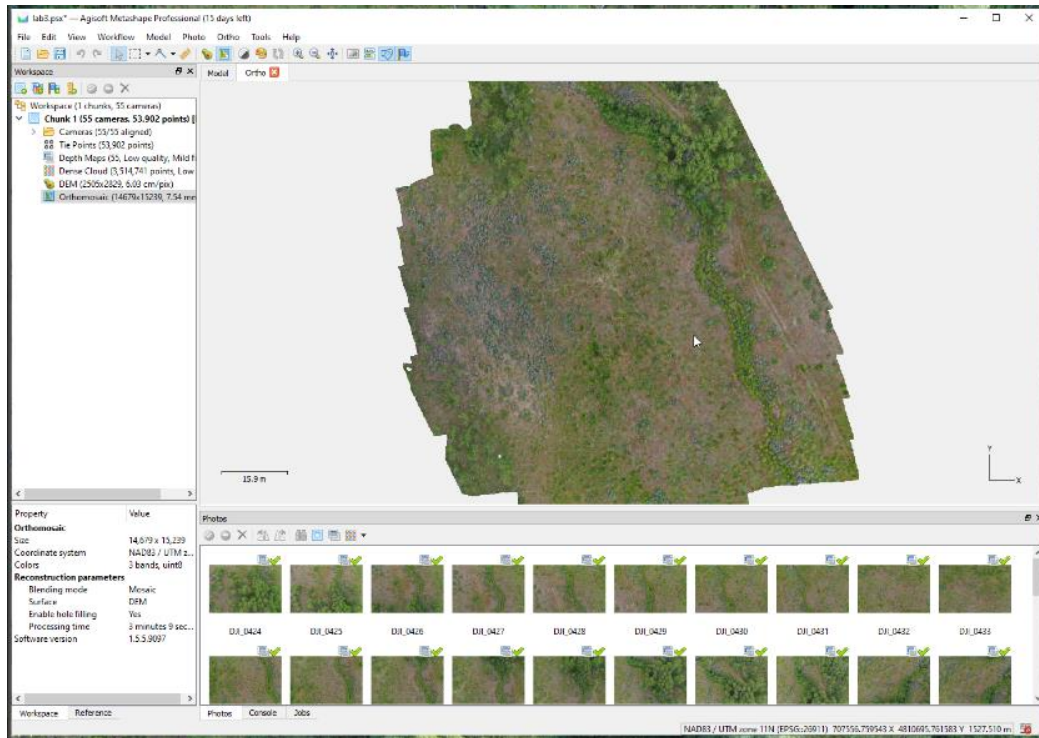 lab3.psx* — Agisoft Metashape Professional (15 days left)
File Edit View Workflow Model Photo Ortho Tools Help
Workspace
Model Ortho
Workspace (1 chunks, 55 cameras)
Chunk 1 (55 cameras, 53,902 points) [
Cameras (55/55 aligned)
Tie Points (53,902 points)
Depth Maps (55, Low quality, Mild fi
Dense Cloud (3,514,741 points, Low
DEM (2505x2829, 6.03 cm/pix)
Orthomosaic (14679x15239, 7.54 mm
15.9 m
Y
X
Property Value
Orthomosaic
Size 14,679 x 15,239
Coordinate system NAD83 / UTM z...
Colors 3 bands, uint8
Reconstruction parameters
Blending mode Mosaic
Surface DEM
Enable hole filling Yes
Processing time 3 minutes 9 sec...
Software version 1.5.5.9097
Workspace Reference
Photos
DJI_0424 DJI_0425 DJI_0426 DJI_0427 DJI_0428 DJI_0429 DJI_0430 DJI_0431 DJI_0432 DJI_0433
Photos Console Jobs
NAD83 / UTM zone 11N (EPSG::26911) 707556.759543 X 4810695.761583 Y 1527.510 m